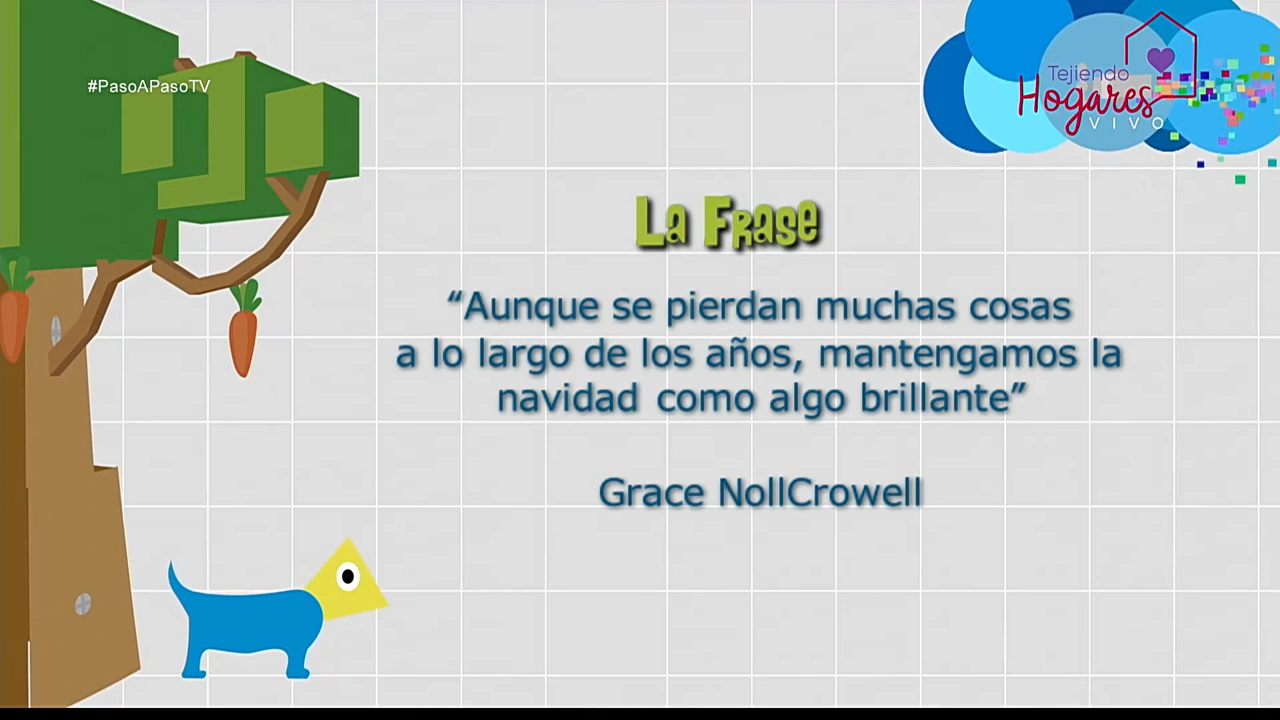 #PasoAPasoTV
Tejiendo
Hogares
VIVO
La Frase
“Aunque se pierdan muchas cosas
a lo largo de los años, mantengamos la
navidad como algo brillante”
Grace NollCrowell